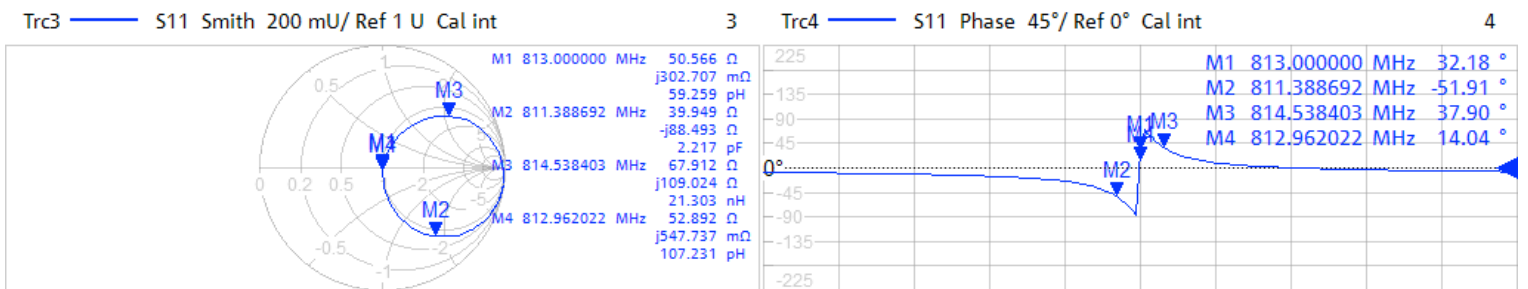 Trc3 S11 Smith 200 mU/ Ref 1 U Cal int 3
M1 813.000000 MHz 50.566 Ω
j302.707 mΩ
59.259 pH
M2 811.388692 MHz 39.949 Ω
-j88.493 Ω
2.217 pF
M3 814.538403 MHz 67.912 Ω
j109.024 Ω
21.303 nH
M4 812.962022 MHz 52.892 Ω
j547.737 mΩ
107.231 pH
1
0.5
M3
M4
0 0.2 0.5 2 -5
M2
-0.5 -2
-1
Trc4 S11 Phase 45°/ Ref 0° Cal int 4
225
M1 813.000000 MHz 32.18 °
M2 811.388692 MHz -51.91 °
M3 814.538403 MHz 37.90 °
M4 812.962022 MHz 14.04 °
135
90
45
M3
0°
M2
-45
-90
-135
-225